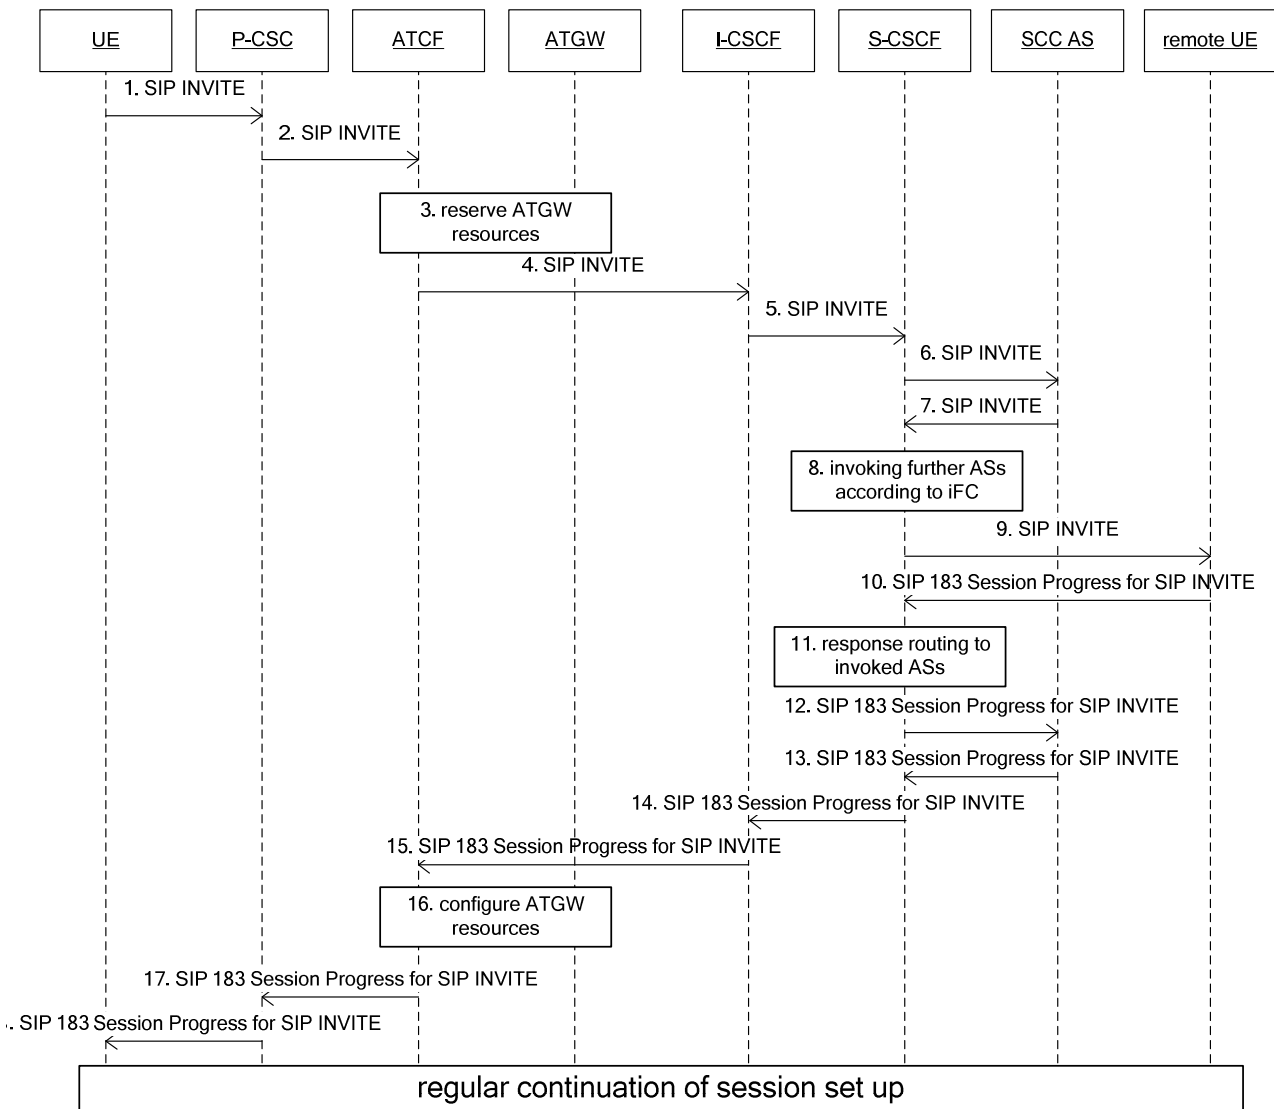 UE P-CSC ATCF ATGW I-CSCF S-CSCF SCC AS remote UE
1. SIP INVITE
2. SIP INVITE
3. reserve ATGW
resources
4. SIP INVITE
5. SIP INVITE
6. SIP INVITE
7. SIP INVITE
8. invoking further ASs
according to iFC
9. SIP INVITE
10. SIP 183 Session Progress for SIP INVITE
11. response routing to
invoked ASs
12. SIP 183 Session Progress for SIP INVITE
13. SIP 183 Session Progress for SIP INVITE
14. SIP 183 Session Progress for SIP INVITE
15. SIP 183 Session Progress for SIP INVITE
16. configure ATGW
resources
17. SIP 183 Session Progress for SIP INVITE
. SIP 183 Session Progress for SIP INVITE
regular continuation of session set up